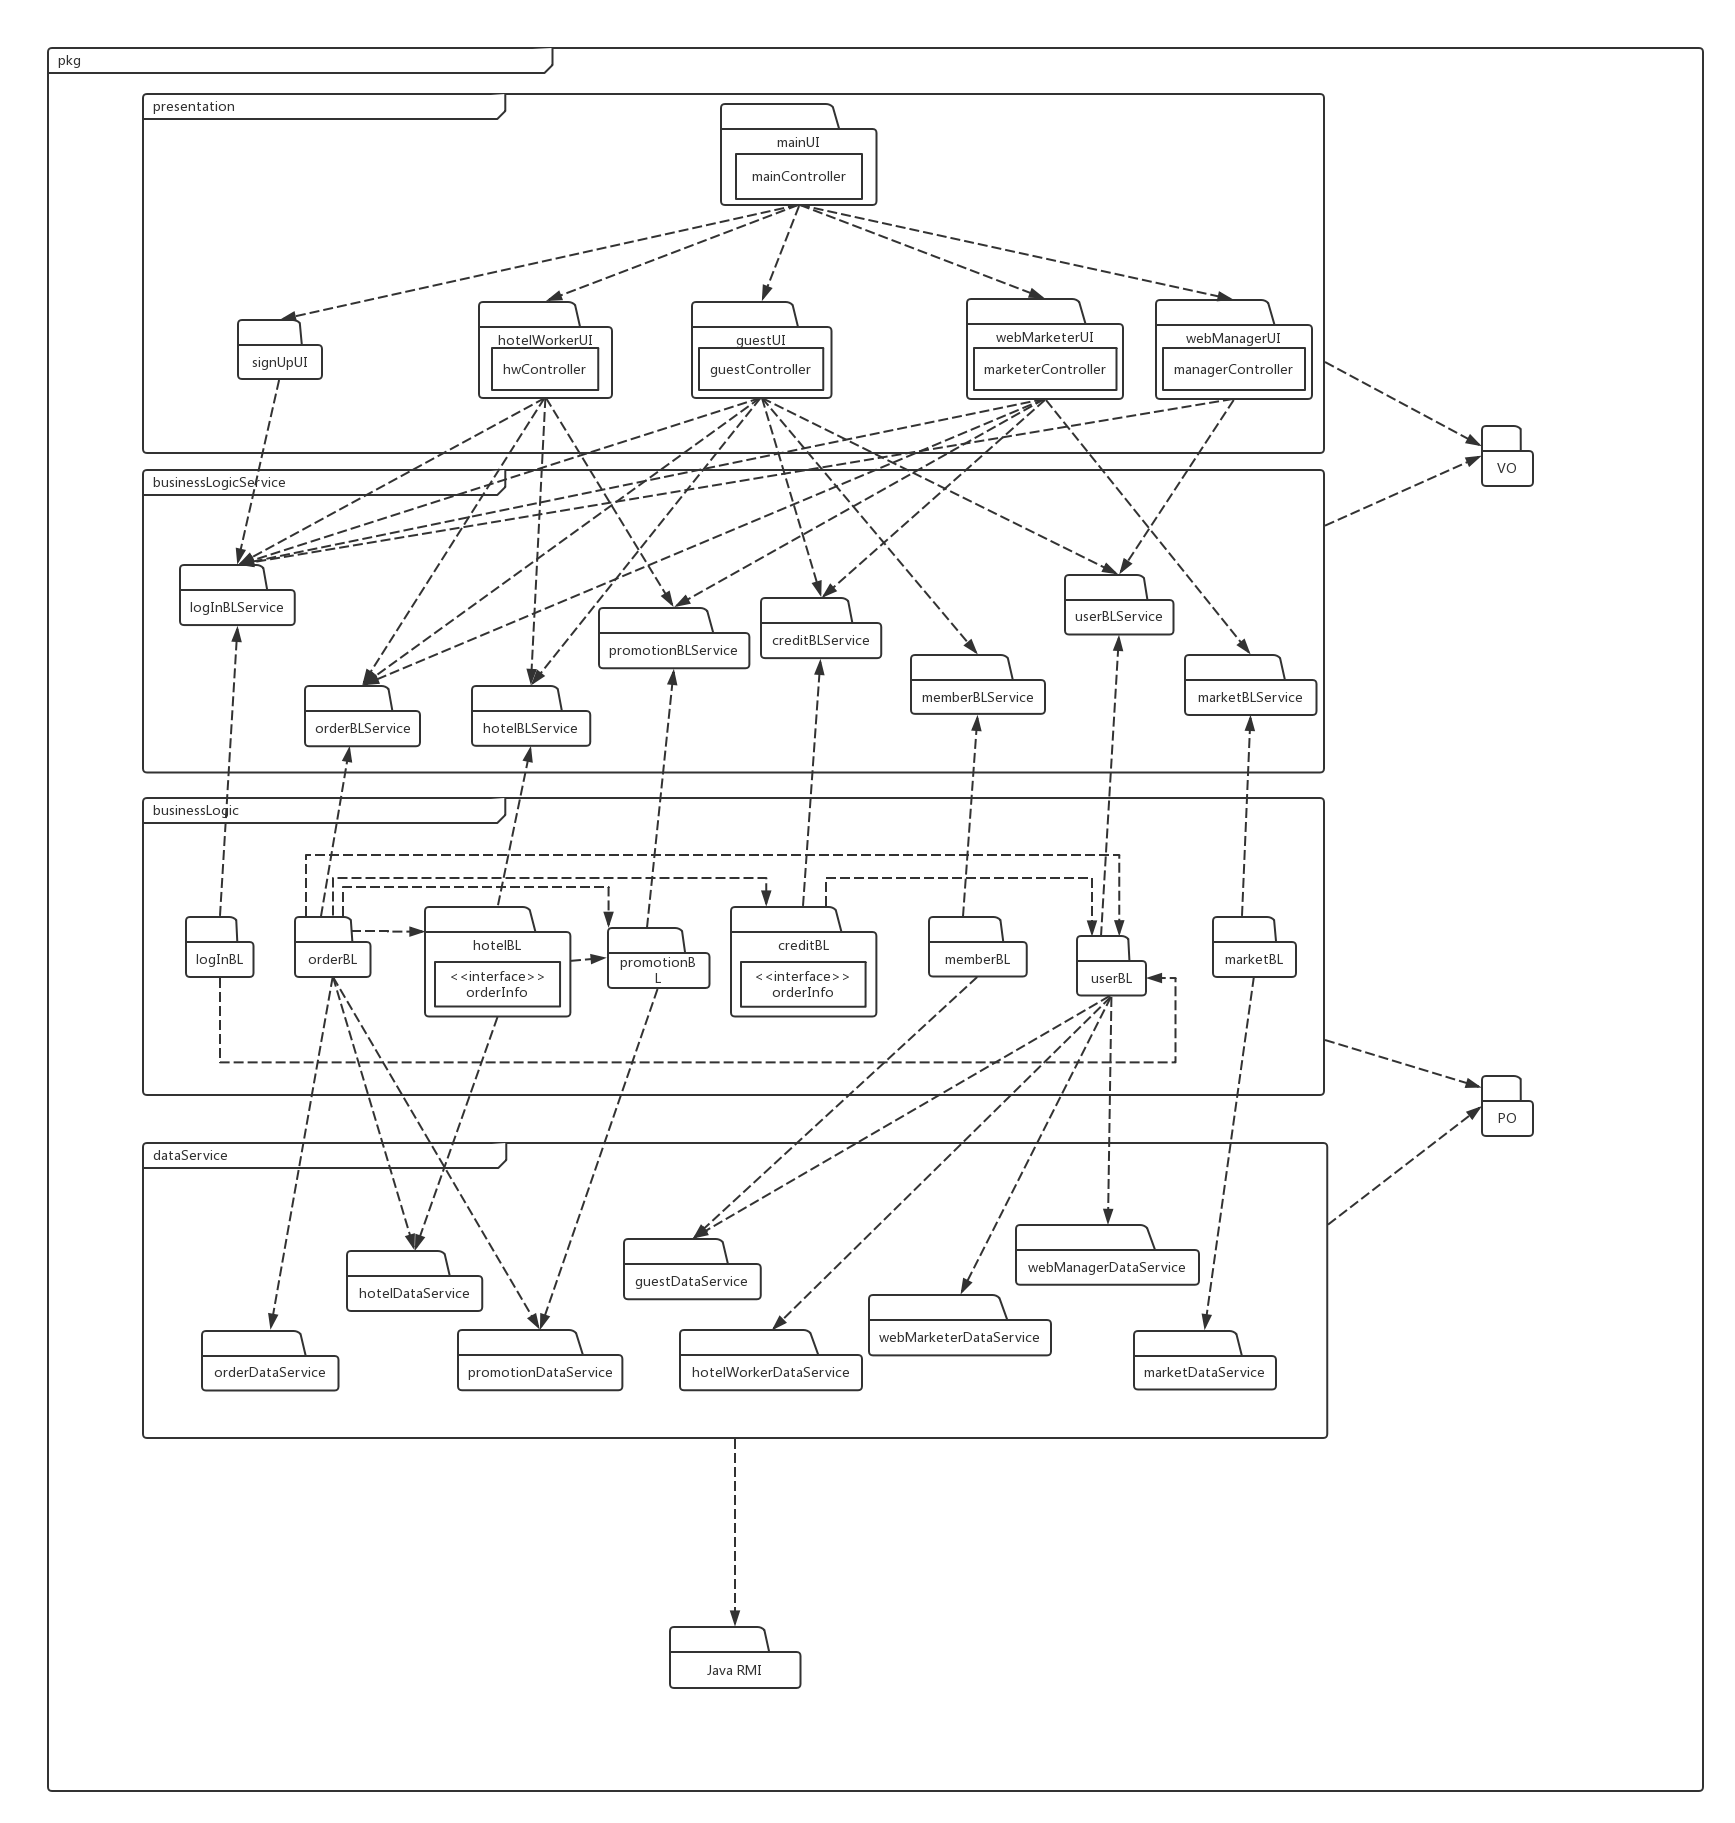 pkg
presentation
mainUI
mainController
signUpUI
hotelWorkerUI
hwController
guestUI
guestController
webMarketerUI
marketerController
webManagerUI
managerController
VO
businessLogicService
logInBLService
orderBLService
hotelBLService
promotionBLService
creditBLService
memberBLService
userBLService
marketBLService
businessLogic
logInBL
orderBL
hotelBL
<<interface>>
orderInfo
promotionB
L
creditBL
<<interface>>
orderInfo
memberBL
userBL
marketBL
PO
dataService
orderDataService
hotelDataService
promotionDataService
guestDataService
hotelWorkerDataService
webMarketerDataService
webManagerDataService
marketDataService
Java RMI